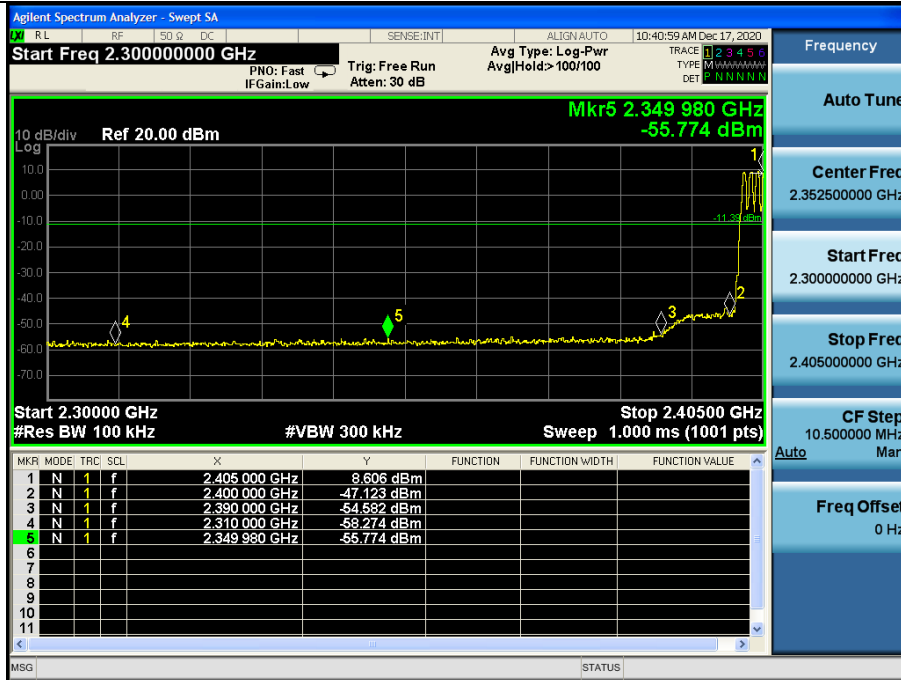 Agilent Spectrum Analyzer - Swept SA
LXI RL RF 50 Ω DC SENSE:INT ALIGN AUTO 10:40:59 AM Dec 17, 2020
Start Freq 2.300000000 GHz
PNO: Fast
IFGain:Low
Trig: Free Run
Atten: 30 dB
Avg Type: Log-Pwr
Avg|Hold:>100/100
TRACE 1 2 3 4 5 6
TYPE M WWWWW
DET P N N N N N
Mkr5 2.349 980 GHz
-55.774 dBm
10 dB/div Ref 20.00 dBm
Log
10.0
0.00
-10.0
-20.0
-30.0
-40.0
-50.0
-60.0
-70.0
-11.39 dBm
1
2
3
4
5
Start 2.30000 GHz Stop 2.40500 GHz
#Res BW 100 kHz #VBW 300 kHz Sweep 1.000 ms (1001 pts)
MKR MODE TRC SCL X Y FUNCTION FUNCTION WIDTH FUNCTION VALUE
1 N 1 f 2.405 000 GHz 8.606 dBm
2 N 1 f 2.400 000 GHz -47.123 dBm
3 N 1 f 2.390 000 GHz -54.582 dBm
4 N 1 f 2.310 000 GHz -58.274 dBm
5 N 1 f 2.349 980 GHz -55.774 dBm
6
7
8
9
10
11
MSG STATUS
Frequency
Auto Tune
Center Freq
2.352500000 GHz
Start Freq
2.300000000 GHz
Stop Freq
2.405000000 GHz
CF Step
10.500000 MHz
Auto Man
Freq Offset
0 Hz